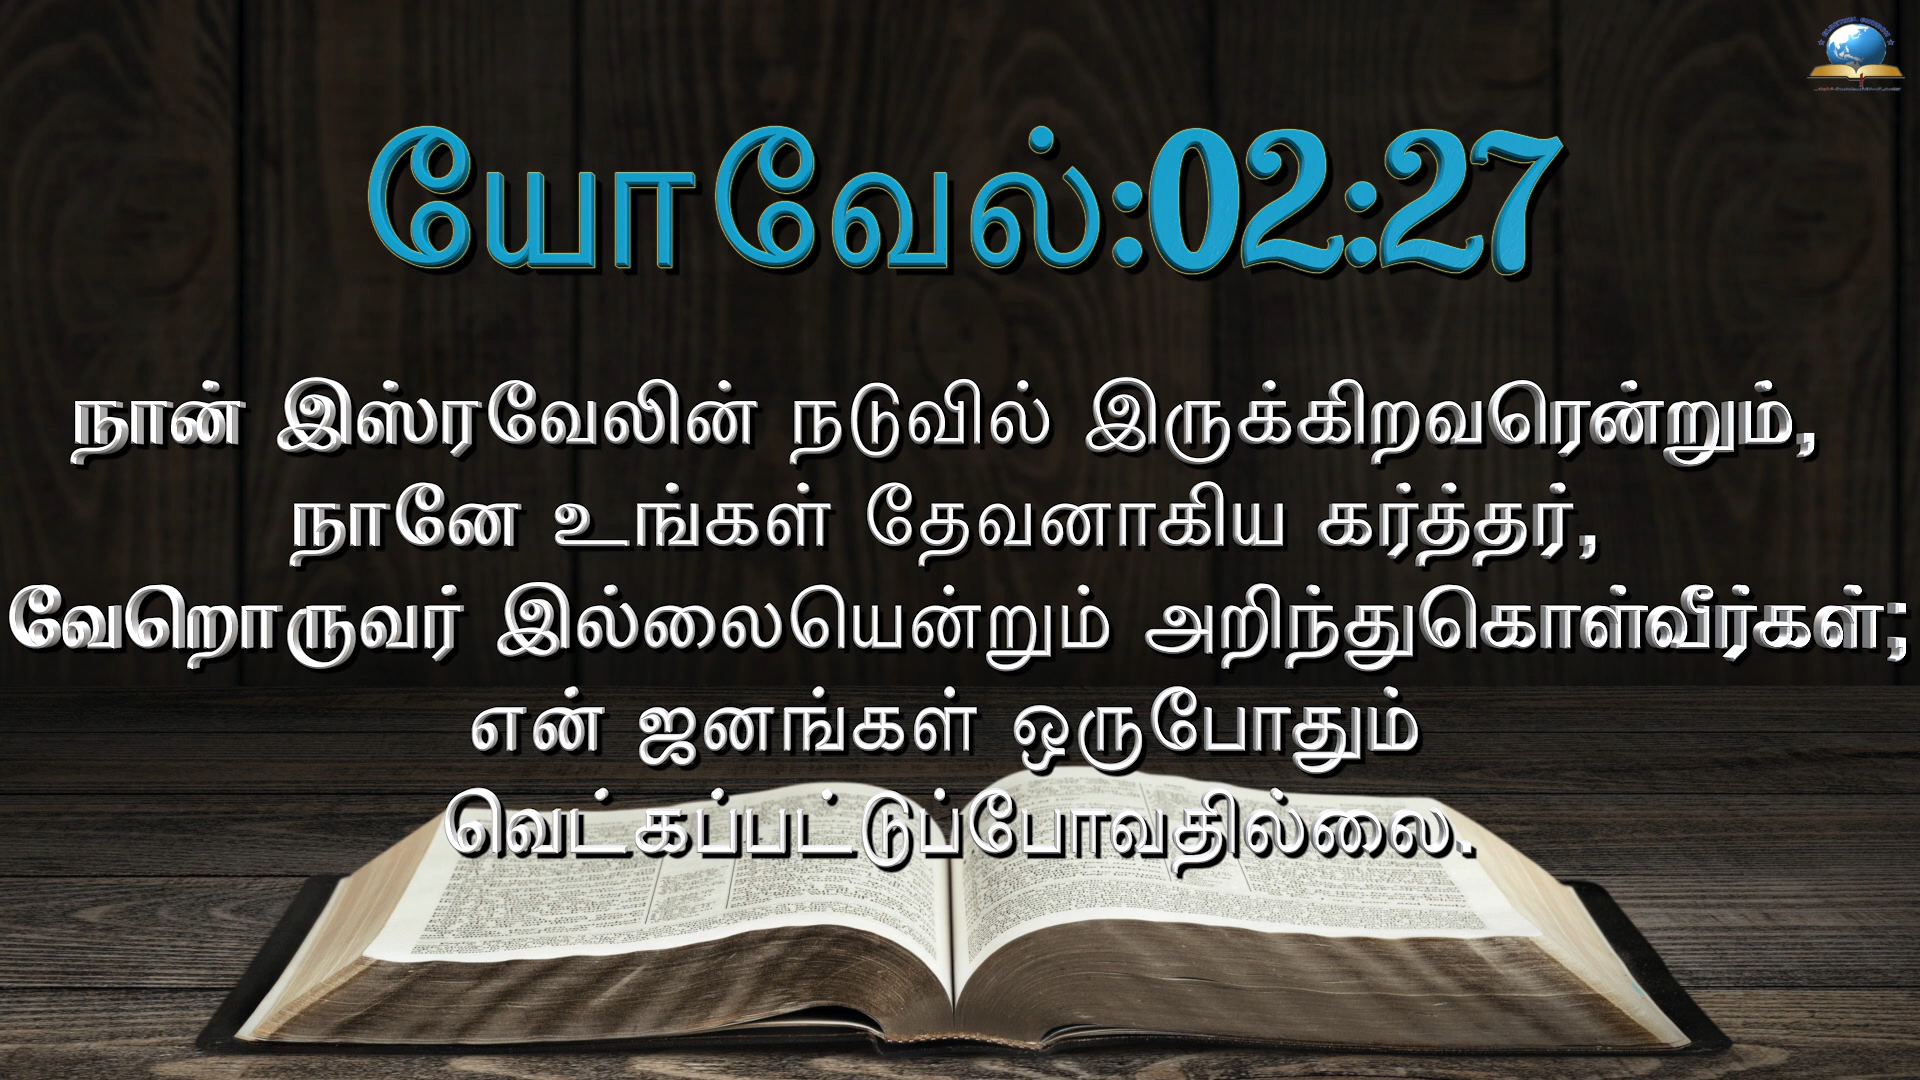 யோவேல்:02:27
நான் இஸ்ரவேலின் நடுவில் இருக்கிறவரென்றும்,
நானே உங்கள் தேவனாகிய கர்த்தர்,
வேறொருவர் இல்லையென்றும் அறிந்துகொள்வீர்கள்;
என் ஜனங்கள் ஒருபோதும்
வெட்கப்பட்டுப்போவதில்லை.